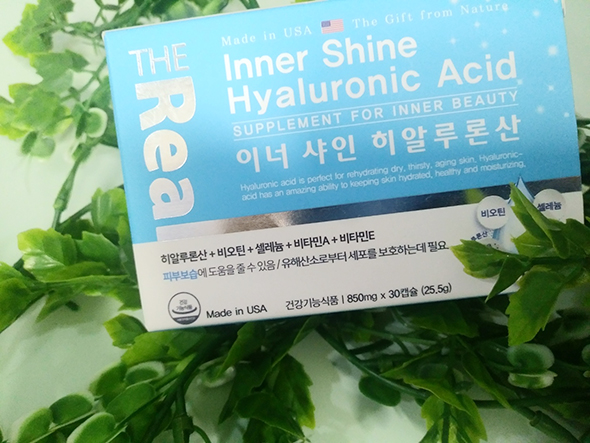 Made in USA The Gift from Nature
THE
Real
Inner Shine
Hyaluronic Acid
SUPPLEMENT FOR INNER BEAUTY
이너 샤인 히알루론산
Hyaluronic acid is perfect for rehydrating dry, thirsty, aging skin. Hyaluronic-
acid has an amazing ability to keeping skin hydrated, healthy and moisturizing.
비오틴
셀레늄
히알루론산 + 비오틴 + 셀레늄 + 비타민A + 비타민E
피부보습에 도움을 줄 수 있음 / 유해산소로부터 세포를 보호하는데 필요
건강
기능식품
Made in USA
건강기능식품 | 850mg x 30캡슐 (25.5g)